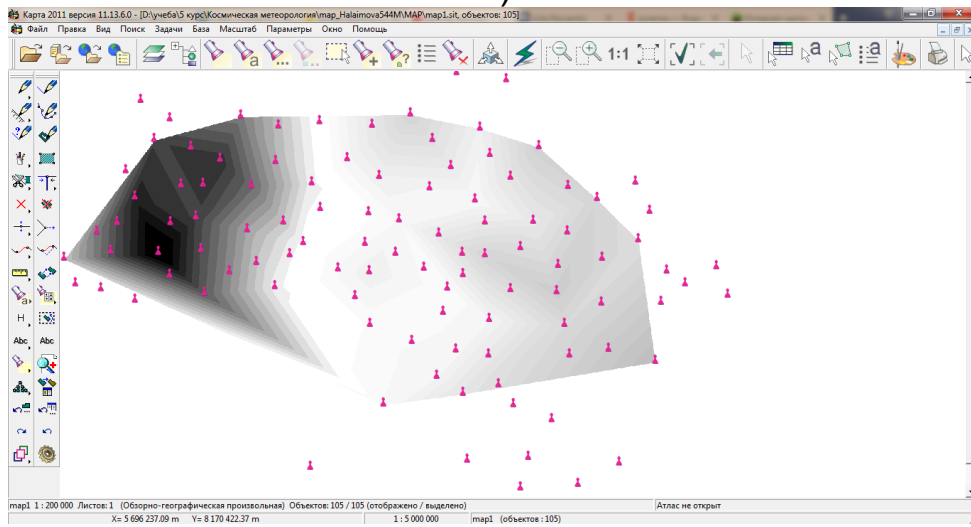 Карта 2011 версия 11.13.6.0 - [D:\учеба\5 курс\Космическая метеорология\map_Halaimova544M\MAP\map1.sit, объектов: 105]
Файл Правка Вид Поиск Задачи База Масштаб Параметры Окно Помощь
1:1
a
H
Abc Abc
map1 1 : 200 000 Листов: 1 (Обзорно-географическая произвольная) Объектов: 105 / 105 (отображено / выделено) Атлас не открыт
X= 5 696 237.09 m Y= 8 170 422.37 m 1 : 5 000 000 map1 (объектов : 105)